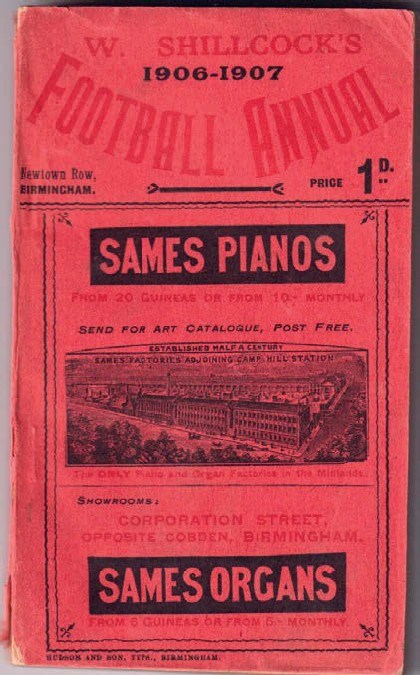 W. SHILLCOCK'S
1906-1907
FOOTBALL ANNUAL
Newtown Row,
BIRMINGHAM.
PRICE 1D.
SAMES PIANOS
FROM 20 GUINEAS OR FROM 10/- MONTHLY
SEND FOR ART CATALOGUE, POST FREE.
ESTABLISHED HALF A CENTURY
SAMES FACTORIES ADJOINING CAMP HILL STATION
The ONLY Piano and Organ Factories in the Midlands.
SHOWROOMS:
CORPORATION STREET,
OPPOSITE COBDEN, BIRMINGHAM.
SAMES ORGANS
FROM 6 GUINEAS OR FROM 5/- MONTHLY.
HUDSON AND SON, TYPS., BIRMINGHAM.